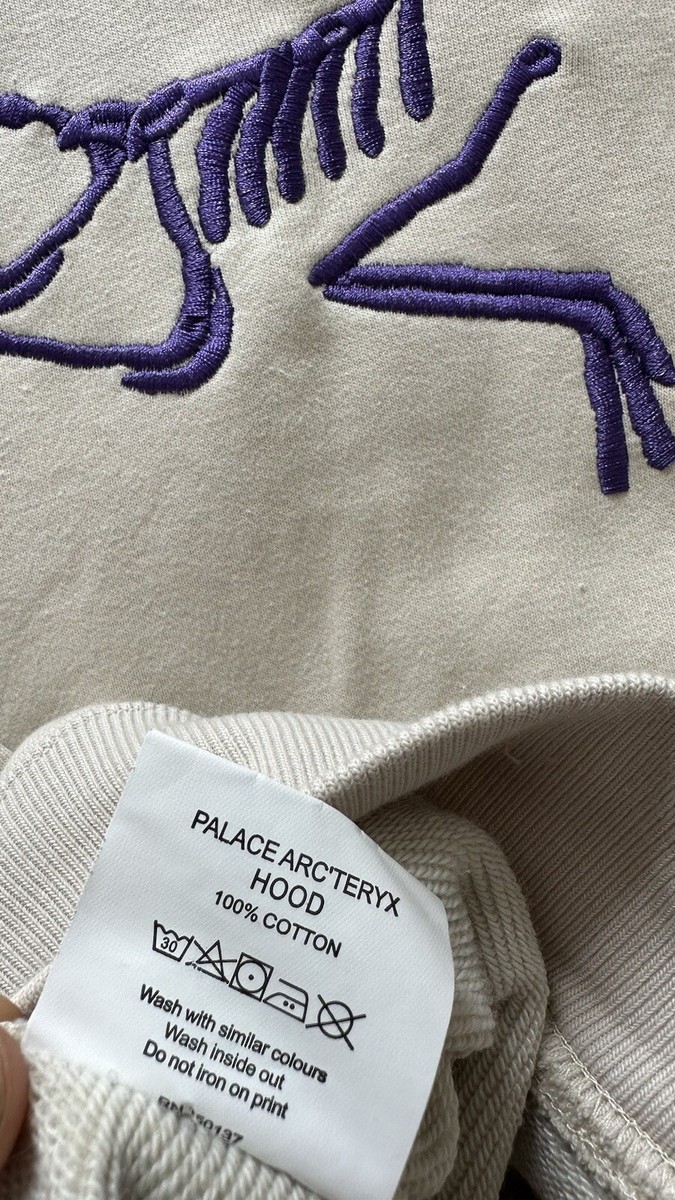 PALACE ARC'TERYX
HOOD
100% COTTON
30
Wash with similar colours
Wash inside out
Do not iron on print